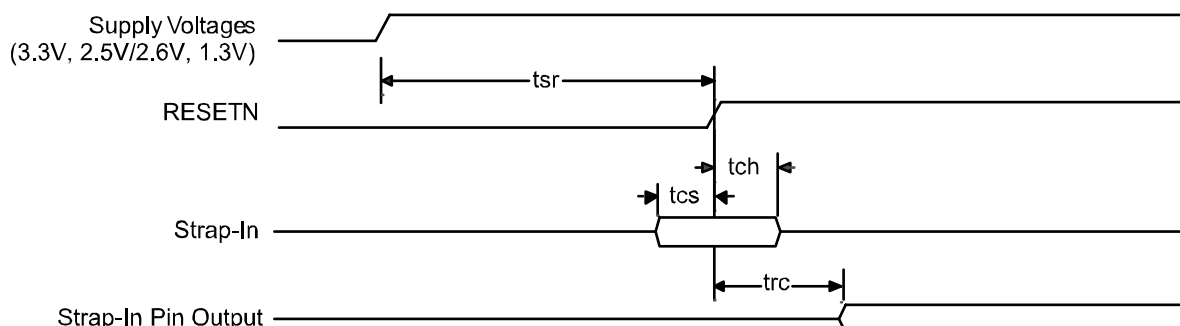 Supply Voltages
(3.3V, 2.5V/2.6V, 1.3V)
tsr
RESETN
tch
tcs
Strap-In
trc
Strap-In Pin Output